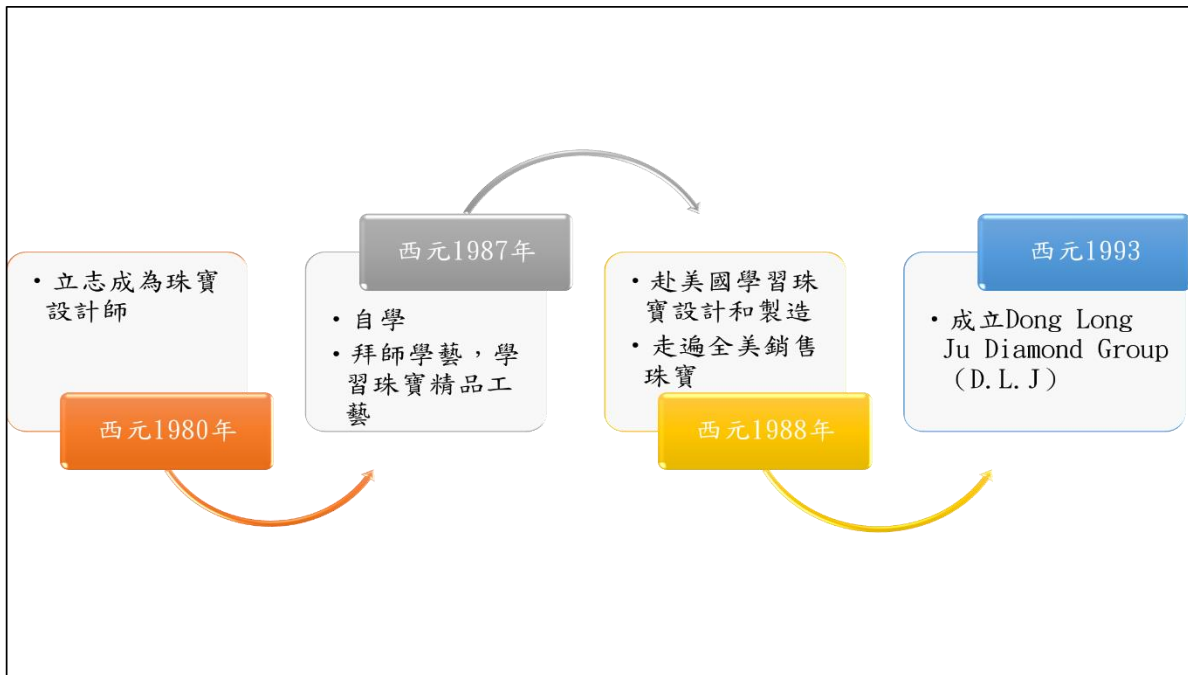 • 立志成為珠寶
設計師
西元1980年
西元1987年
• 自學
• 拜師學藝，學
習珠寶精品工
藝
• 赴美國學習珠
寶設計和製造
• 走遍全美銷售
珠寶
西元1988年
西元1993
• 成立Dong Long
Ju Diamond Group
（D.L.J）